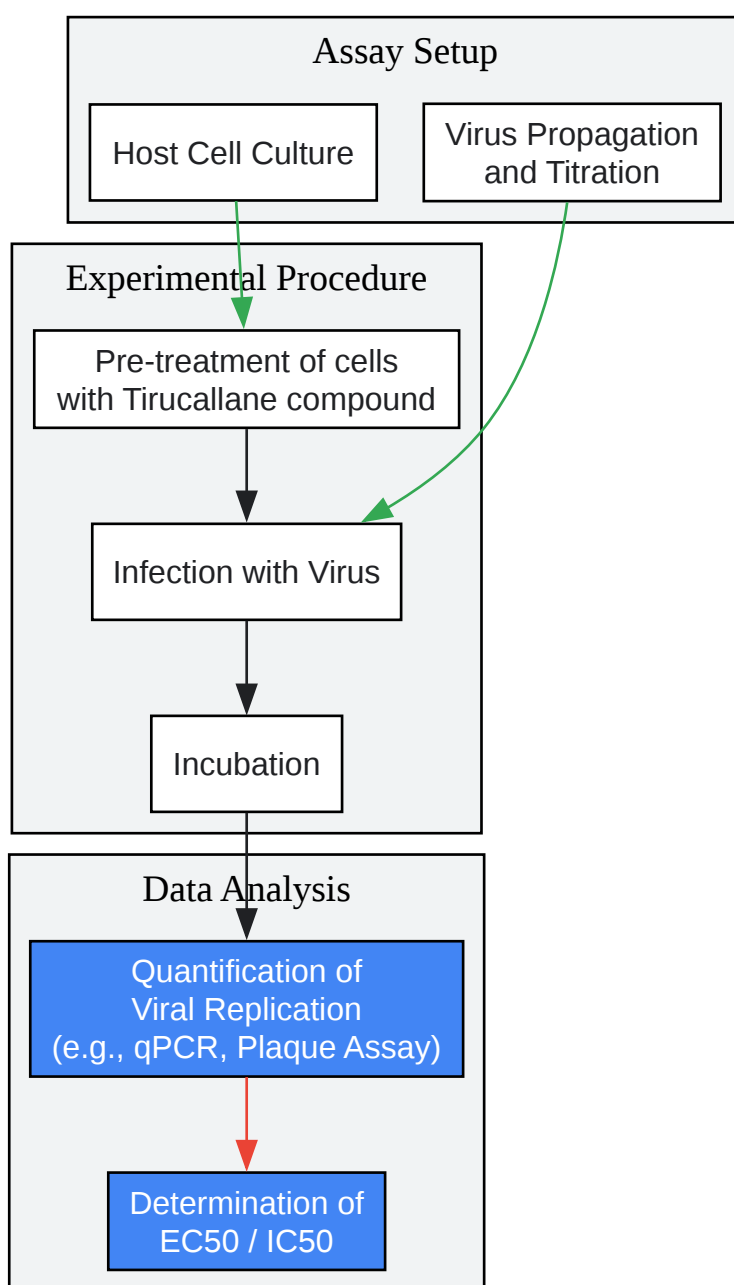 Assay Setup
Host Cell Culture
Virus Propagation
and Titration
Experimental Procedure
Pre-treatment of cells
with Tirucallane compound
Infection with Virus
Incubation
Data Analysis
Quantification of
Viral Replication
(e.g., qPCR, Plaque Assay)
Determination of
EC50 / IC50